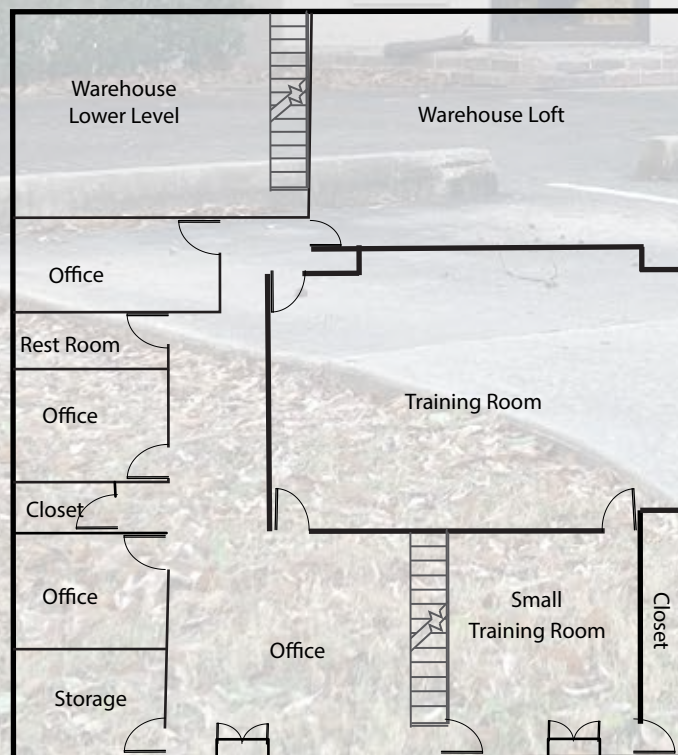 Warehouse
Lower Level
Warehouse Loft
Office
Rest Room
Office
Training Room
Closet
Office
Small
Training Room
Closet
Office
Storage